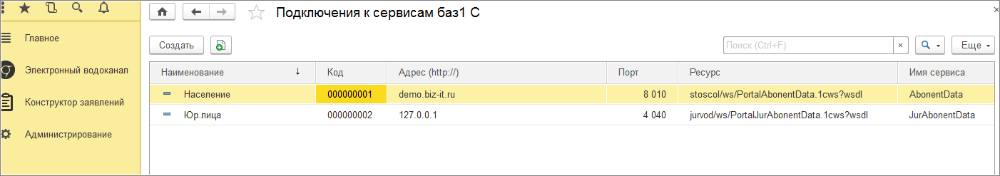 Подключения к сервисам баз1 С
Главное
Электронный водоканал
Конструктор заявлений
Администрирование
Создать
Поиск (Ctrl+F)
×
Еще
Наименование ↓ Код Адрес (http://) Порт Ресурс Имя сервиса
Население 000000001 demo.biz-it.ru 8 010 stoscol/ws/PortalAbonentData.1cws?wsdl AbonentData
Юр.лица 000000002 127.0.0.1 4 040 jurvod/ws/PortalJurAbonentData.1cws?wsdl JurAbonentData